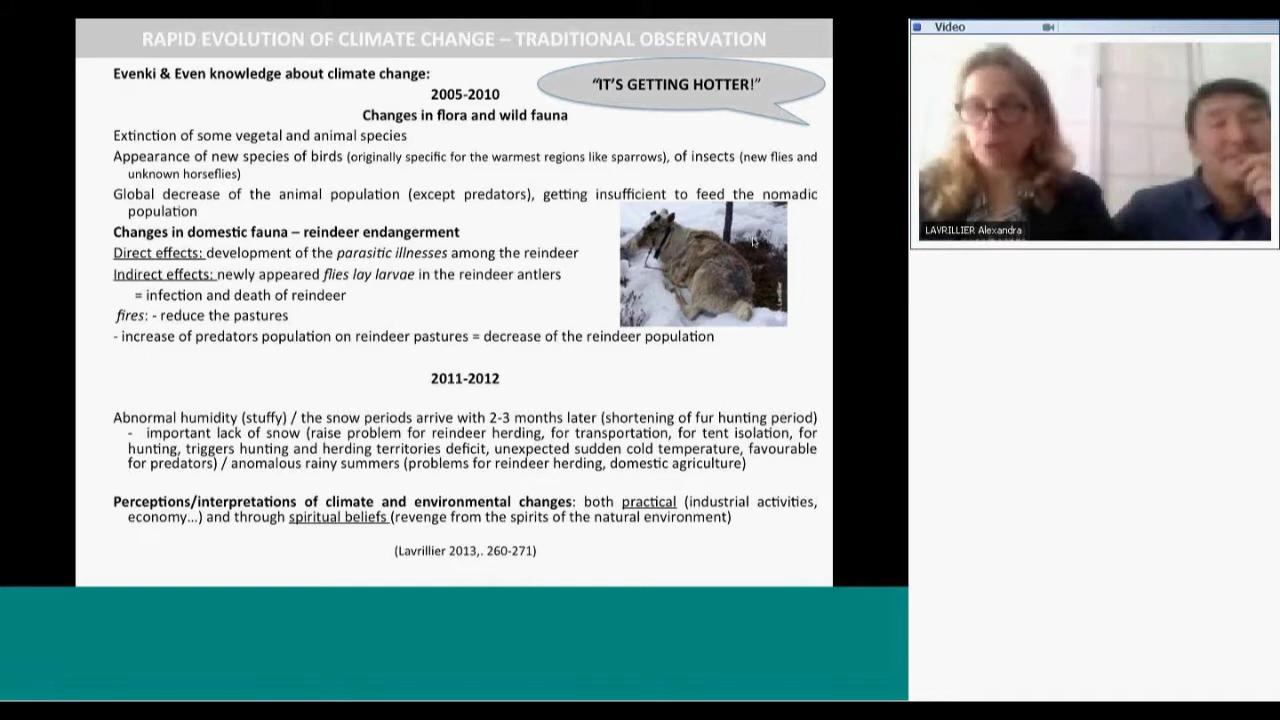 RAPID EVOLUTION OF CLIMATE CHANGE – TRADITIONAL OBSERVATION
Evenki & Even knowledge about climate change:
“IT’S GETTING HOTTER!”
2005-2010
Changes in flora and wild fauna
Extinction of some vegetal and animal species
Appearance of new species of birds (originally specific for the warmest regions like sparrows), of insects (new flies and
unknown horseflies)
Global decrease of the animal population (except predators), getting insufficient to feed the nomadic
population
Changes in domestic fauna – reindeer endangerment
Direct effects: development of the parasitic illnesses among the reindeer
Indirect effects: newly appeared flies lay larvae in the reindeer antlers
= infection and death of reindeer
fires: - reduce the pastures
- increase of predators population on reindeer pastures = decrease of the reindeer population
2011-2012
Abnormal humidity (stuffy) / the snow periods arrive with 2-3 months later (shortening of fur hunting period)
- important lack of snow (raise problem for reindeer herding, for transportation, for tent isolation, for
hunting, triggers hunting and herding territories deficit, unexpected sudden cold temperature, favourable
for predators) / anomalous rainy summers (problems for reindeer herding, domestic agriculture)
Perceptions/interpretations of climate and environmental changes: both practical (industrial activities,
economy...) and through spiritual beliefs (revenge from the spirits of the natural environment)
(Lavrillier 2013,. 260-271)
Video
LAVRILLIER Alexandra